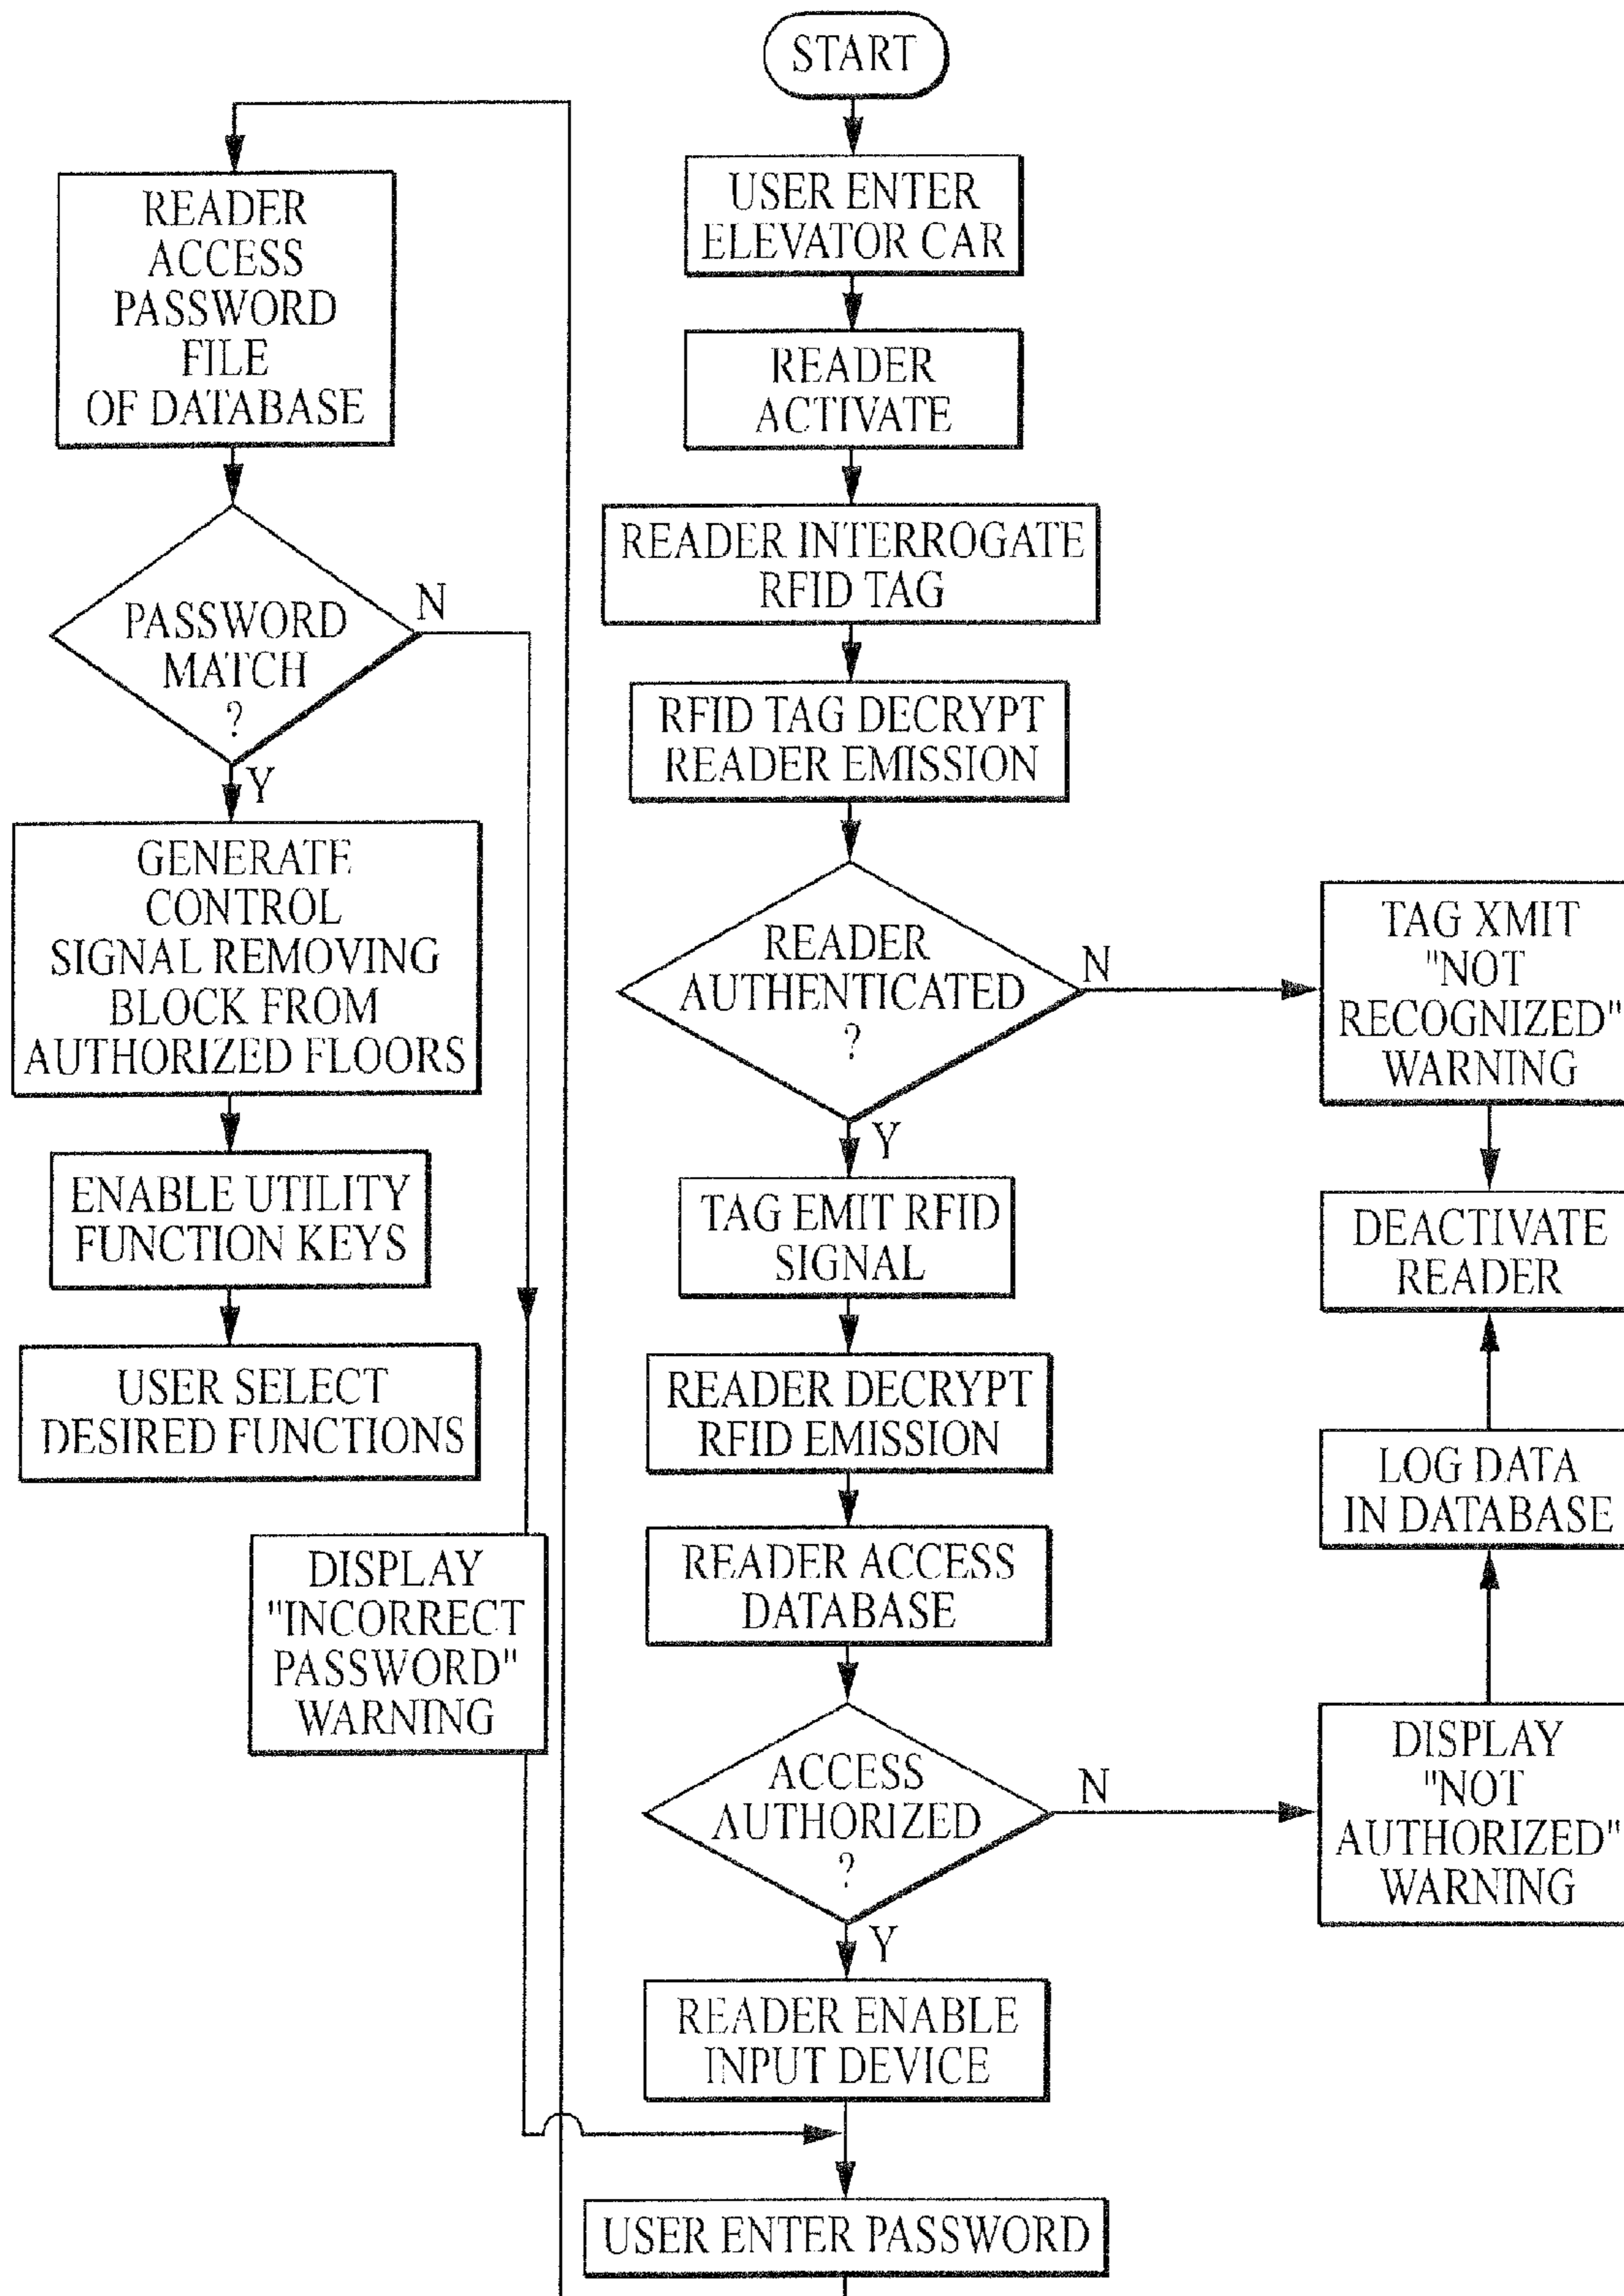 START
USER ENTER
ELEVATOR CAR
READER
ACTIVATE
READER INTERROGATE
RFID TAG
RFID TAG DECRYPT
READER EMISSION
READER
AUTHENTICATED
?
N
TAG XMIT
"NOT
RECOGNIZED"
WARNING
DEACTIVATE
READER
Y
TAG EMIT RFID
SIGNAL
READER DECRYPT
RFID EMISSION
READER ACCESS
DATABASE
ACCESS
AUTHORIZED
?
N
DISPLAY
"NOT
AUTHORIZED"
WARNING
LOG DATA
IN DATABASE
Y
READER ENABLE
INPUT DEVICE
USER ENTER PASSWORD
READER
ACCESS
PASSWORD
FILE
OF DATABASE
PASSWORD
MATCH
?
N
Y
GENERATE
CONTROL
SIGNAL REMOVING
BLOCK FROM
AUTHORIZED FLOORS
ENABLE UTILITY
FUNCTION KEYS
USER SELECT
DESIRED FUNCTIONS
DISPLAY
"INCORRECT
PASSWORD"
WARNING